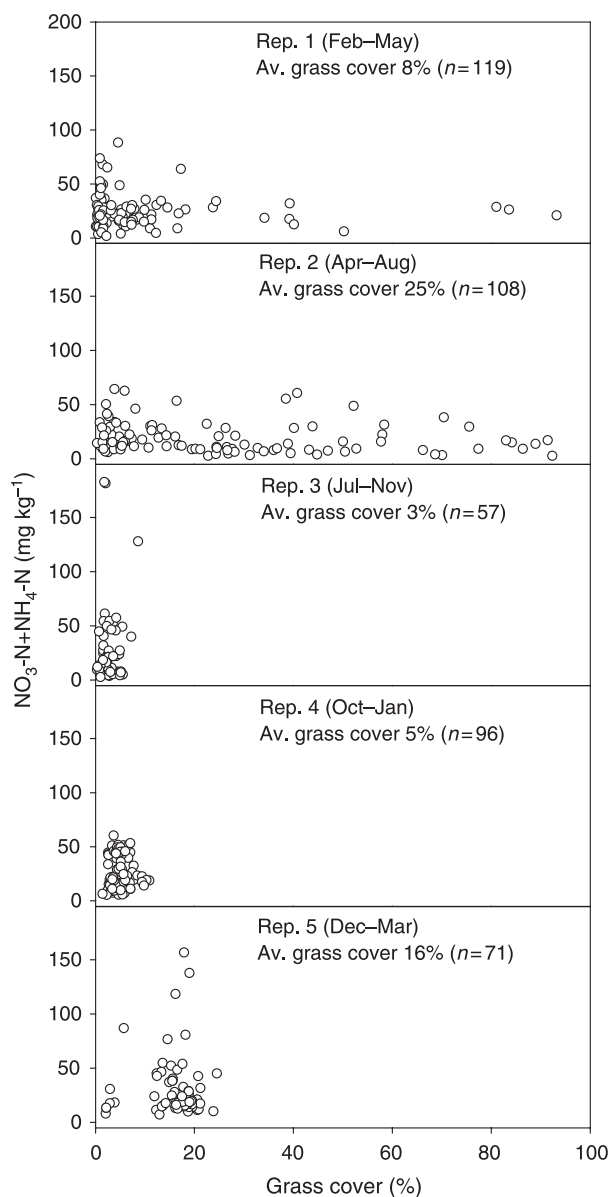 200
Rep. 1 (Feb–May)
Av. grass cover 8% (n=119)
150
100
50
0
Rep. 2 (Apr–Aug)
Av. grass cover 25% (n=108)
150
100
50
0
Rep. 3 (Jul–Nov)
Av. grass cover 3% (n=57)
150
100
50
0
Rep. 4 (Oct–Jan)
Av. grass cover 5% (n=96)
150
100
50
0
Rep. 5 (Dec–Mar)
Av. grass cover 16% (n=71)
150
100
50
0
NO₃-N+NH₄-N (mg kg⁻¹)
0 20 40 60 80 100
Grass cover (%)